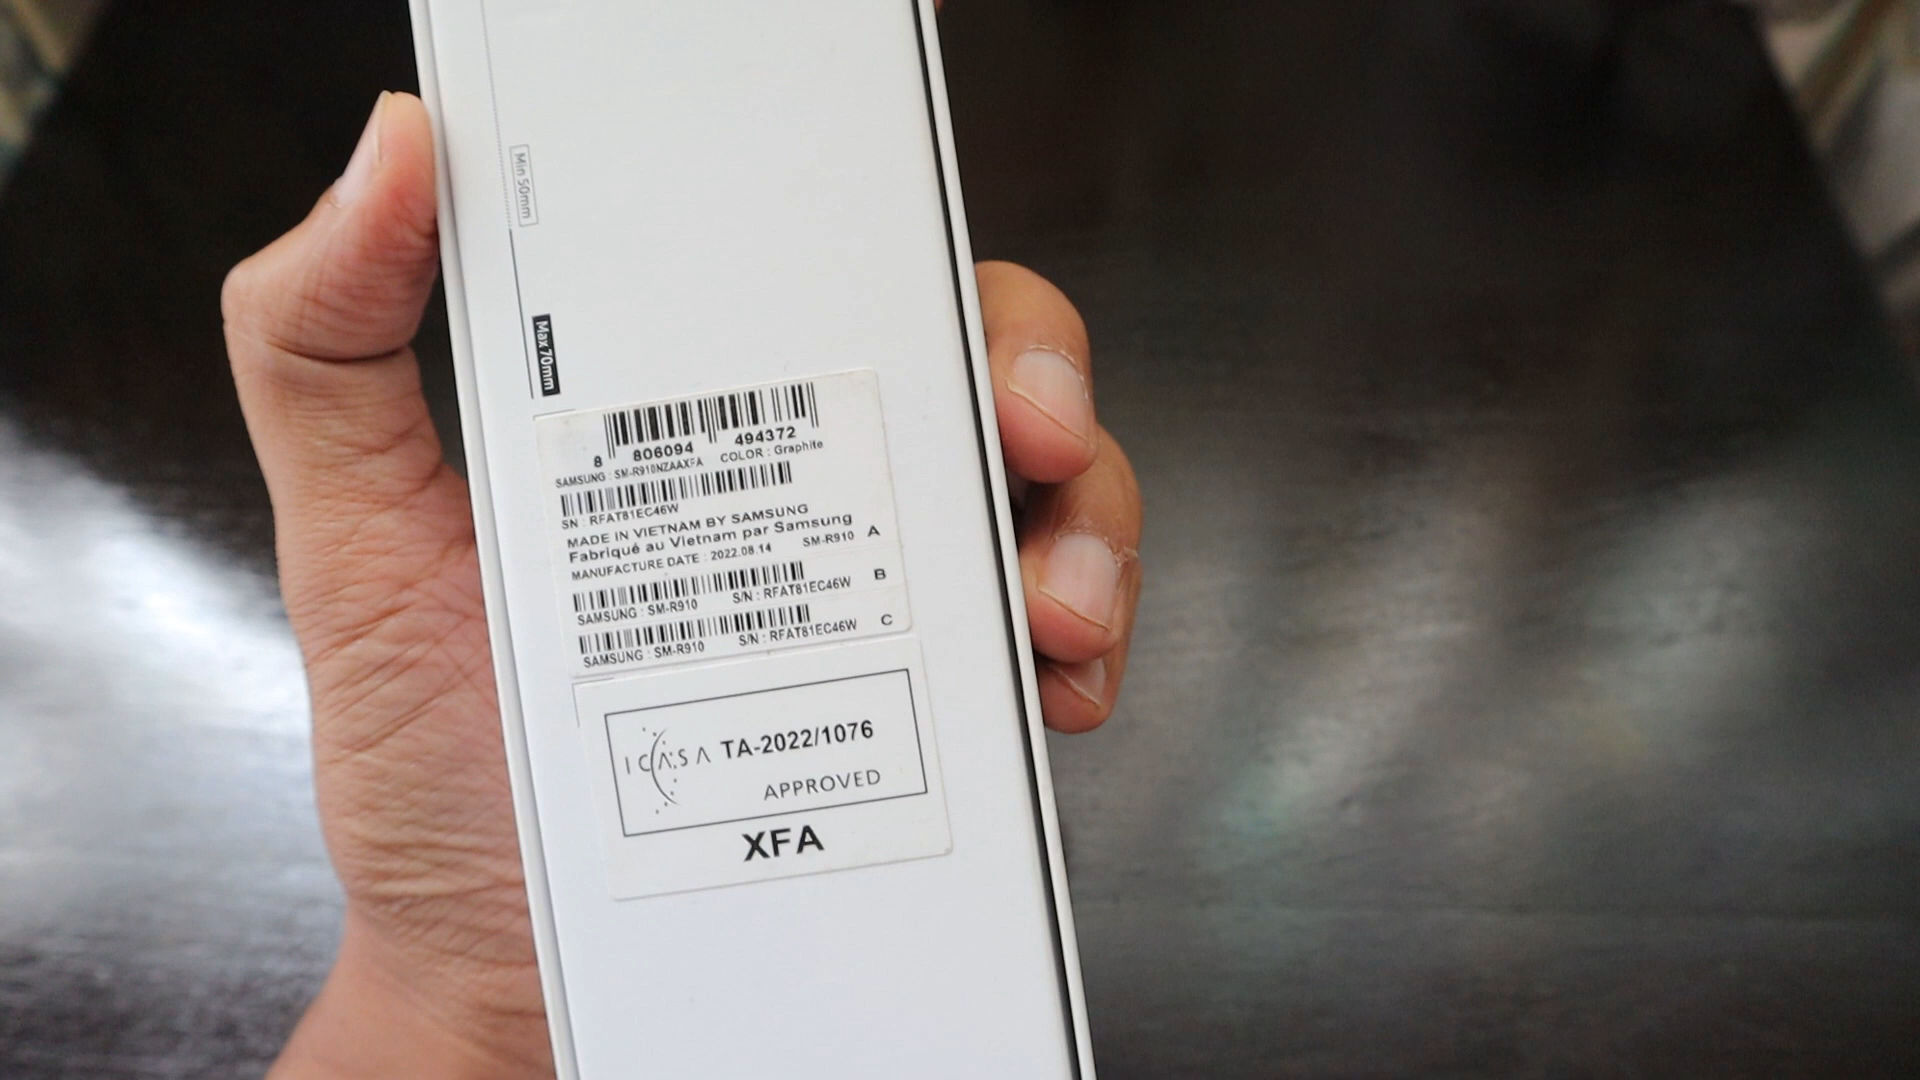 Min 50mm
Max 70mm
8 806094 494372
SAMSUNG : SM-R910NZAAXFA COLOR : Graphite
SN : RFAT81EC46W
MADE IN VIETNAM BY SAMSUNG
Fabriqué au Vietnam par Samsung
MANUFACTURE DATE : 2022.08.14 SM-R910 A
SAMSUNG : SM-R910 S/N : RFAT81EC46W B
SAMSUNG : SM-R910 S/N : RFAT81EC46W C
ICASA TA-2022/1076
APPROVED
XFA